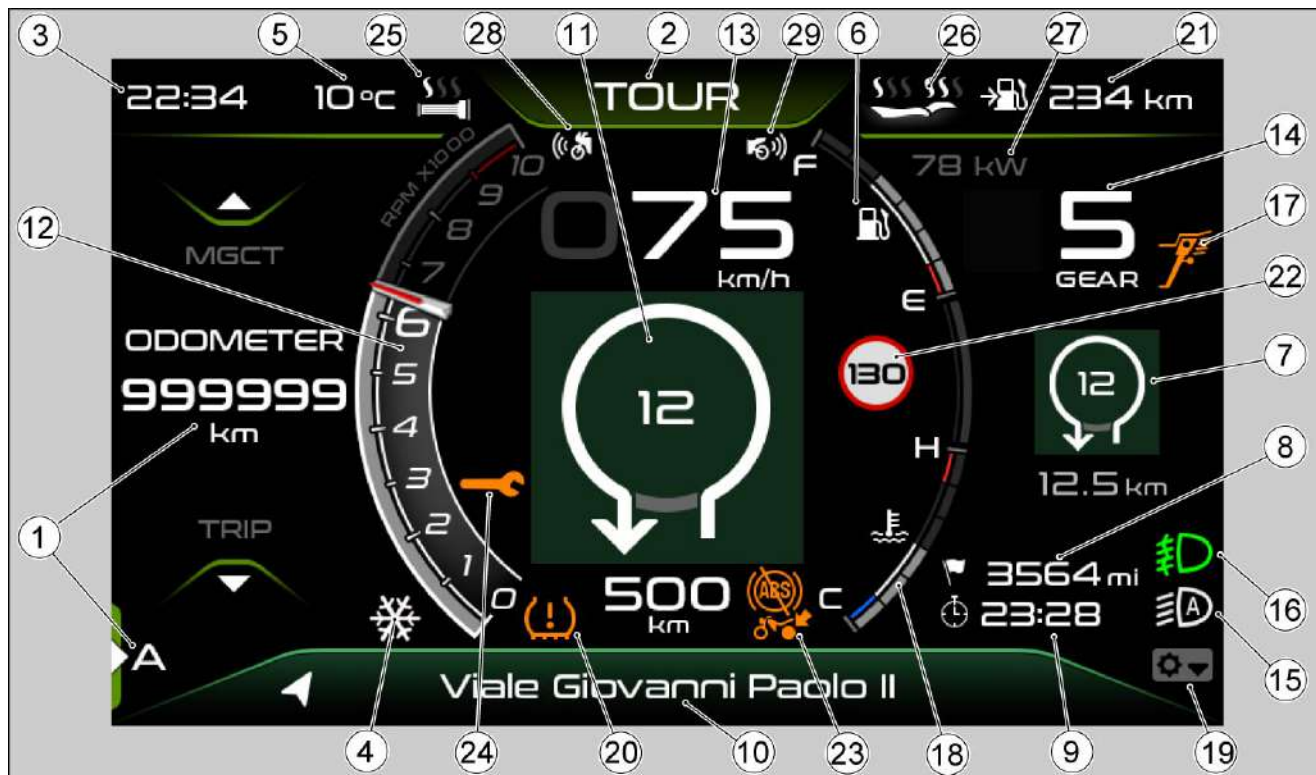 3 5 25 28 11 2 13 29 6 26 27 21
22:34 10 °C TOUR 234 km
RPM X1000
10
9
8
7
6
5
4
3
2
1
0
MGCT
ODOMETER
999999
km
TRIP
A
12
1
075
km/h
12
500
km
ABS
F
E
H
C
130
78 kW
5
GEAR
14
17
22
12
7
12.5 km
8
3564 mi
23:28
A
16
15
Viale Giovanni Paolo II
4 24 20 10 23 18 9 19